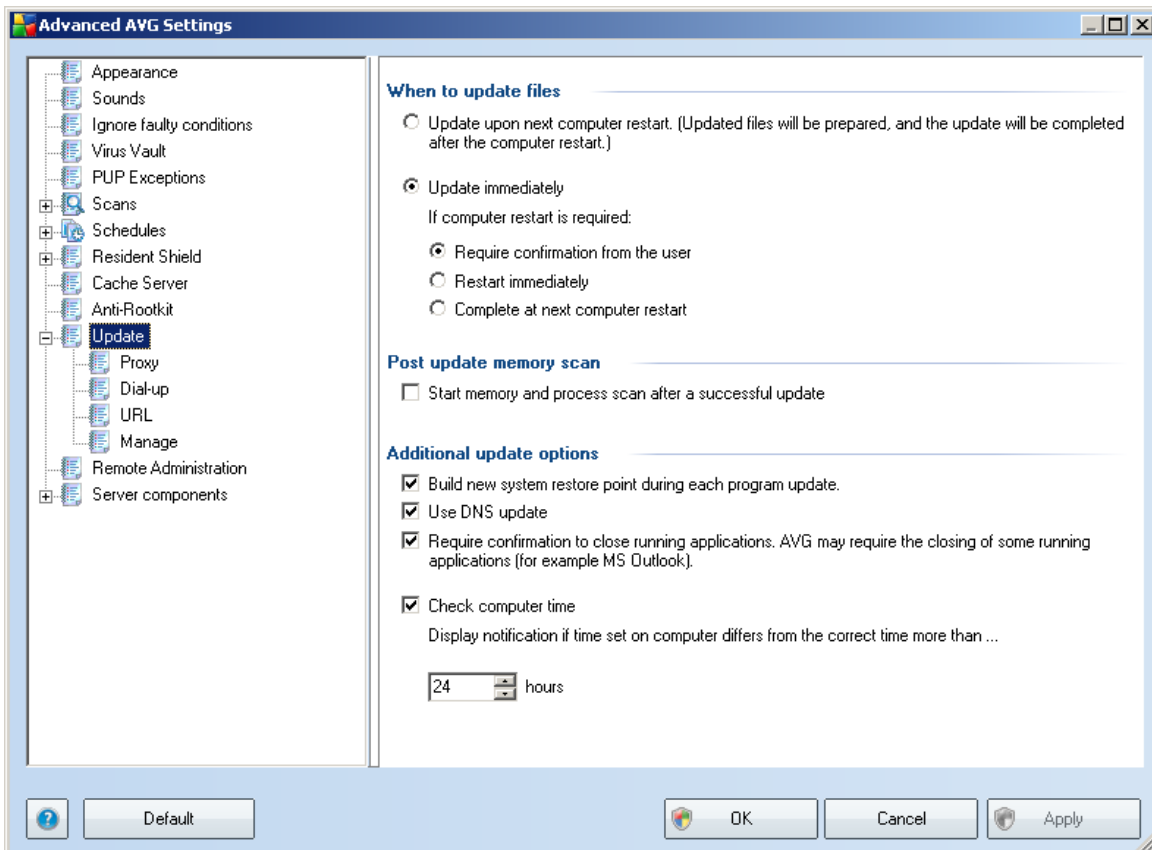 Advanced AVG Settings
Appearance
Sounds
Ignore faulty conditions
Virus Vault
PUP Exceptions
Scans
Schedules
Resident Shield
Cache Server
Anti-Rootkit
Update
Proxy
Dial-up
URL
Manage
Remote Administration
Server components
When to update files
Update upon next computer restart. (Updated files will be prepared, and the update will be completed
after the computer restart.)
Update immediately
If computer restart is required:
Require confirmation from the user
Restart immediately
Complete at next computer restart
Post update memory scan
Start memory and process scan after a successful update
Additional update options
Build new system restore point during each program update.
Use DNS update
Require confirmation to close running applications. AVG may require the closing of some running
applications (for example MS Outlook).
Check computer time
Display notification if time set on computer differs from the correct time more than ...
24 hours
Default
OK
Cancel
Apply